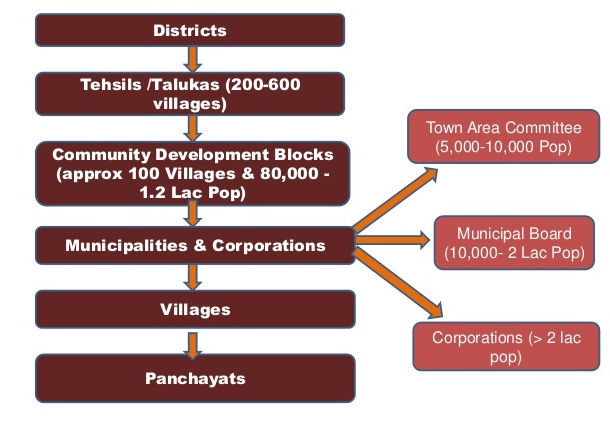 Districts
Tehsils /Talukas (200-600
villages)
Community Development Blocks
(approx 100 Villages & 80,000 -
1.2 Lac Pop)
Municipalities & Corporations
Villages
Panchayats
Town Area Committee
(5,000-10,000 Pop)
Municipal Board
(10,000- 2 Lac Pop)
Corporations (> 2 lac
pop)